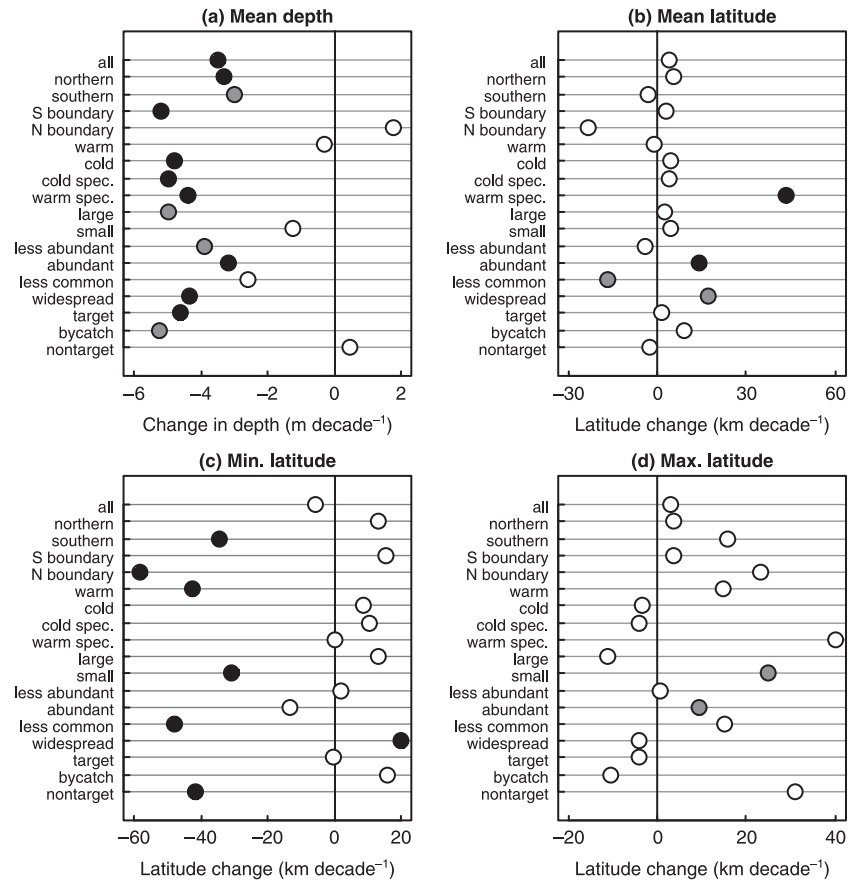 (a) Mean depth
all
northern
southern
S boundary
N boundary
warm
cold
cold spec.
warm spec.
large
small
less abundant
abundant
less common
widespread
target
bycatch
nontarget
−6 −4 −2 0 2
Change in depth (m decade⁻¹)
(b) Mean latitude
all
northern
southern
S boundary
N boundary
warm
cold
cold spec.
warm spec.
large
small
less abundant
abundant
less common
widespread
target
bycatch
nontarget
−30 0 30 60
Latitude change (km decade⁻¹)
(c) Min. latitude
all
northern
southern
S boundary
N boundary
warm
cold
cold spec.
warm spec.
large
small
less abundant
abundant
less common
widespread
target
bycatch
nontarget
−60 −40 −20 0 20
Latitude change (km decade⁻¹)
(d) Max. latitude
all
northern
southern
S boundary
N boundary
warm
cold
cold spec.
warm spec.
large
small
less abundant
abundant
less common
widespread
target
bycatch
nontarget
−20 0 20 40
Latitude change (km decade⁻¹)